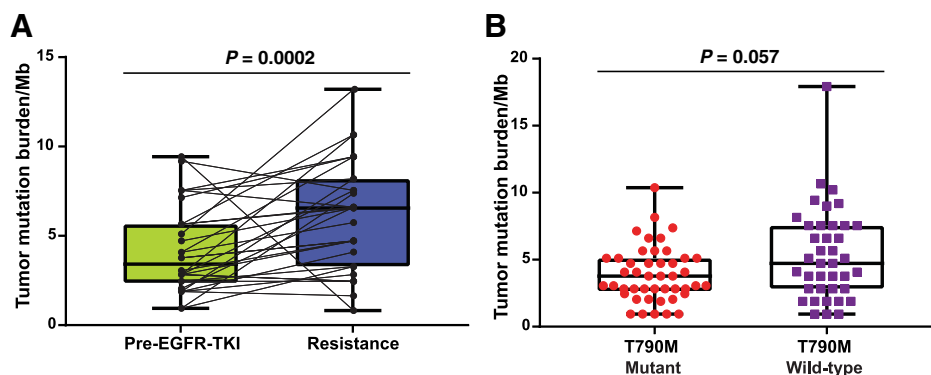 A
Tumor mutation burden/Mb
15
10
5
0
P = 0.0002
Pre-EGFR-TKI
Resistance
B
Tumor mutation burden/Mb
20
15
10
5
0
P = 0.057
T790M
Mutant
T790M
Wild-type